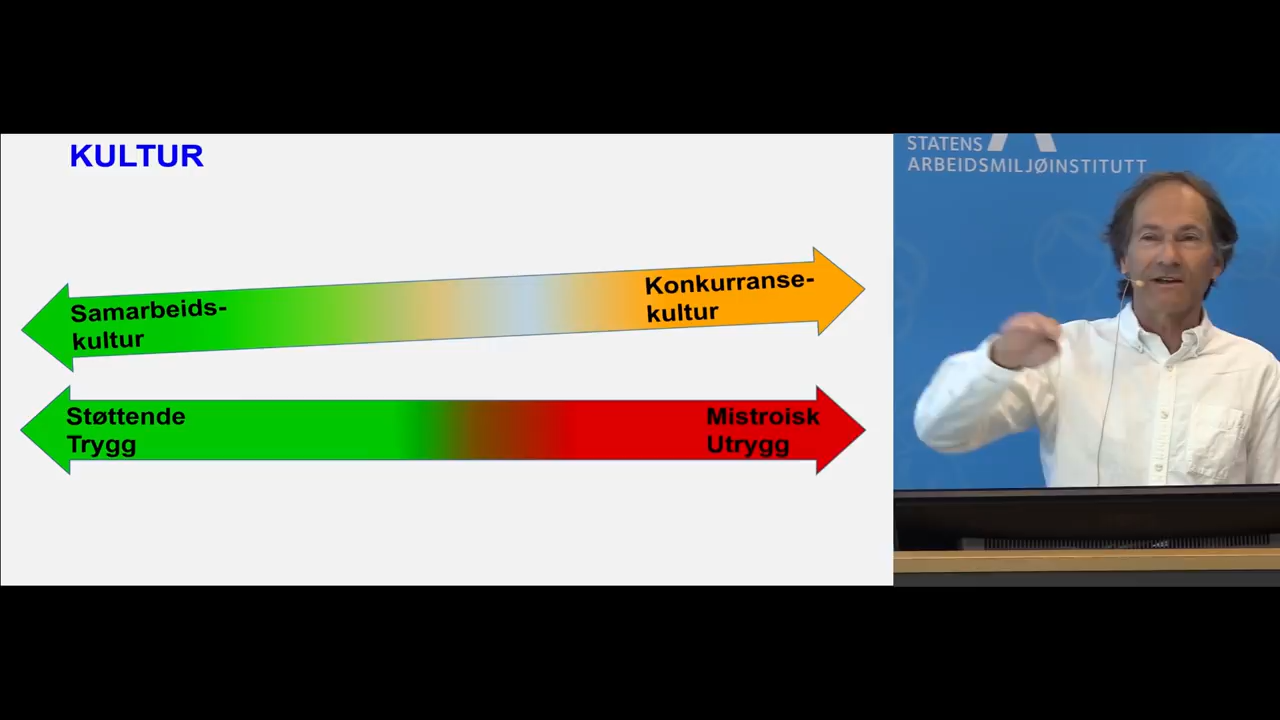 KULTUR
Samarbeids-
kultur
Konkurranse-
kultur
Støttende
Trygg
Mistroisk
Utrygg
STATENS
ARBEIDSMILJØINSTITUTT